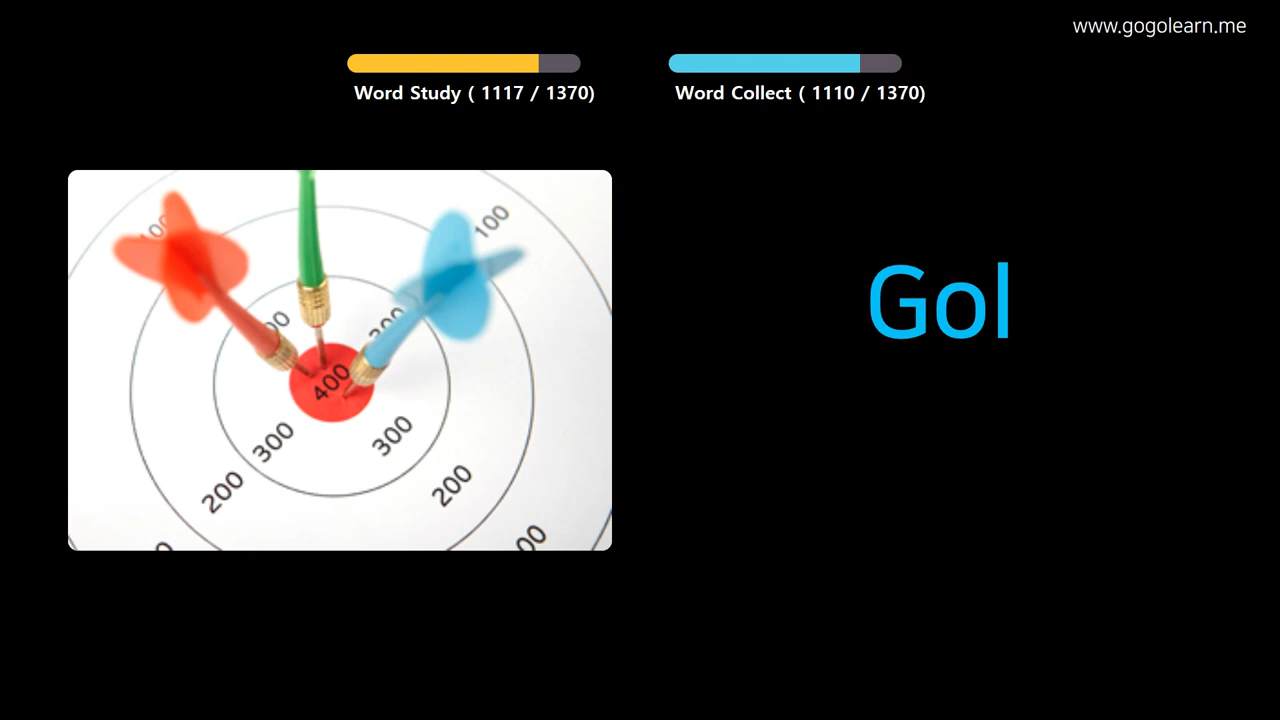 www.gogolearn.me
Word Study ( 1117 / 1370)
Word Collect ( 1110 / 1370)
Gol
100
100
200
400
300
300
200
200